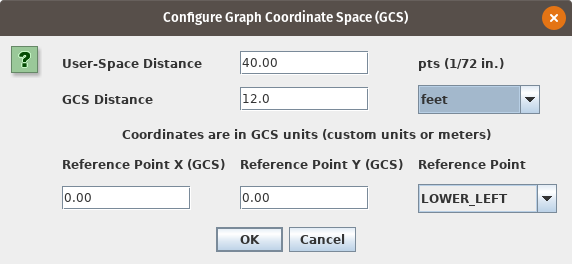 Configure Graph Coordinate Space (GCS)
?
User-Space Distance 40.00 pts (1/72 in.)
GCS Distance 12.0 feet
Coordinates are in GCS units (custom units or meters)
Reference Point X (GCS) Reference Point Y (GCS) Reference Point
0.00 0.00 LOWER_LEFT
OK Cancel